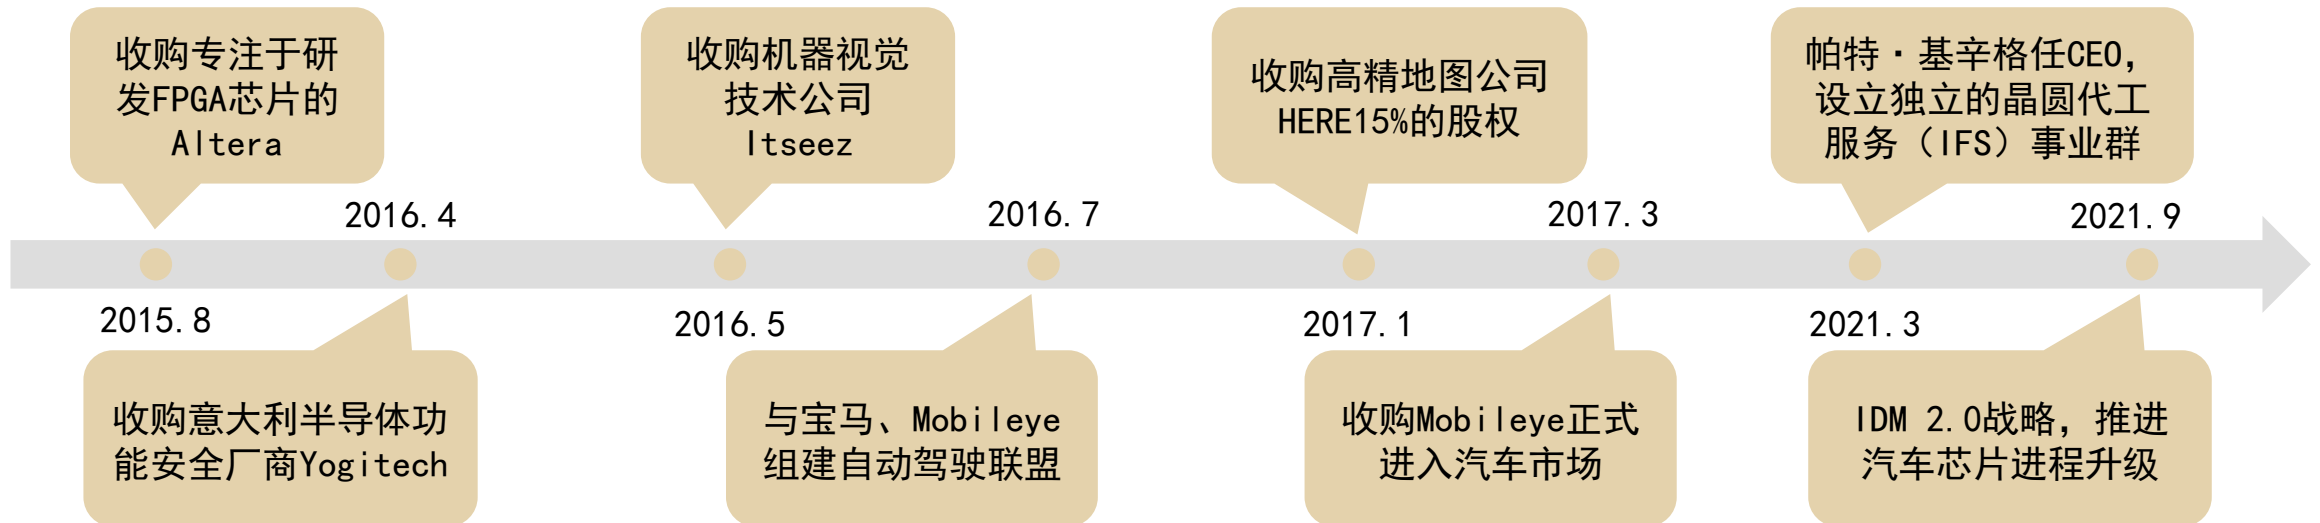 收购专注于研
发FPGA芯片的
Altera
收购机器视觉
技术公司
Itseez
收购高精地图公司
HERE15%的股权
帕特·基辛格任CEO,
设立独立的晶圆代工
服务（IFS）事业群
2016.4
2016.7
2017.3
2021.9
2015.8
2016.5
2017.1
2021.3
收购意大利半导体功
能安全厂商Yogitech
与宝马、Mobileye
组建自动驾驶联盟
收购Mobileye正式
进入汽车市场
IDM 2.0战略，推进
汽车芯片进程升级